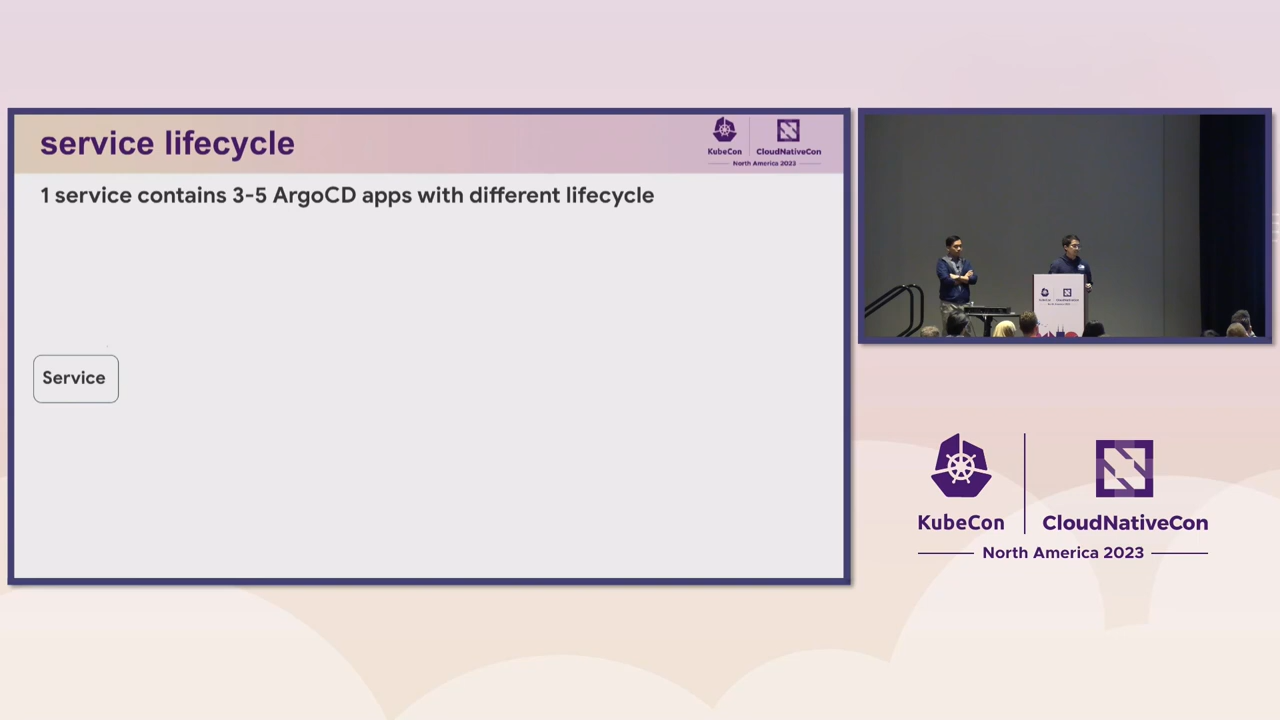 service lifecycle
KubeCon
CloudNativeCon
North America 2023
1 service contains 3-5 ArgoCD apps with different lifecycle
Service
KubeCon
CloudNativeCon
North America 2023